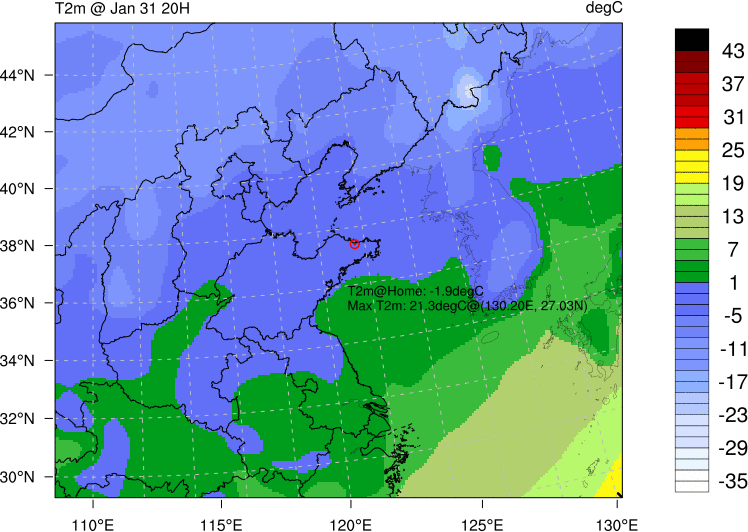 T2m @ Jan 31 20H
degC
44°N
42°N
40°N
38°N
36°N
34°N
32°N
30°N
110°E
115°E
120°E
125°E
130°E
T2m@Home: -1.9degC
Max T2m: 21.3degC@(130.20E, 27.03N)
43
37
31
25
19
13
7
1
-5
-11
-17
-23
-29
-35